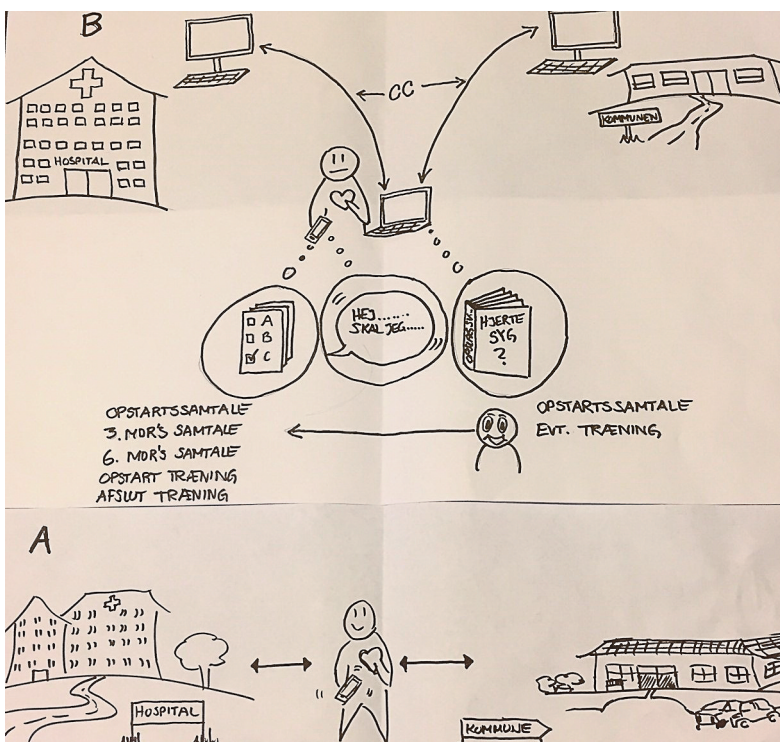 B
CC
HOSPITAL
KOMMUNEN
A
B
C
HEJ.......
SKAL JEG.....
HJERTE
SYG
?
OPSTARTSSAMTALE
3. MDR'S SAMTALE
6. MDR'S SAMTALE
OPSTART TRÆNING
AFSLUT TRÆNING
OPSTARTSSAMTALE
EVT. TRÆNING
A
HOSPITAL
KOMMUNE